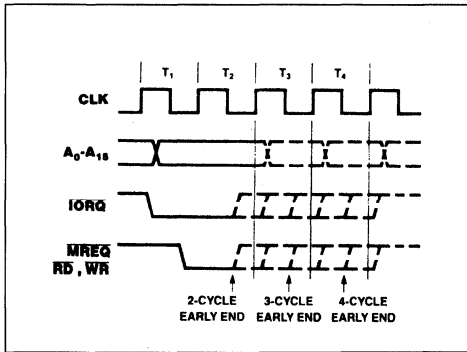 T₁ T₂ T₃ T₄
CLK
A₀-A₁₅
IORQ
MREQ
RD , WR
2-CYCLE 3-CYCLE 4-CYCLE
EARLY END EARLY END EARLY END